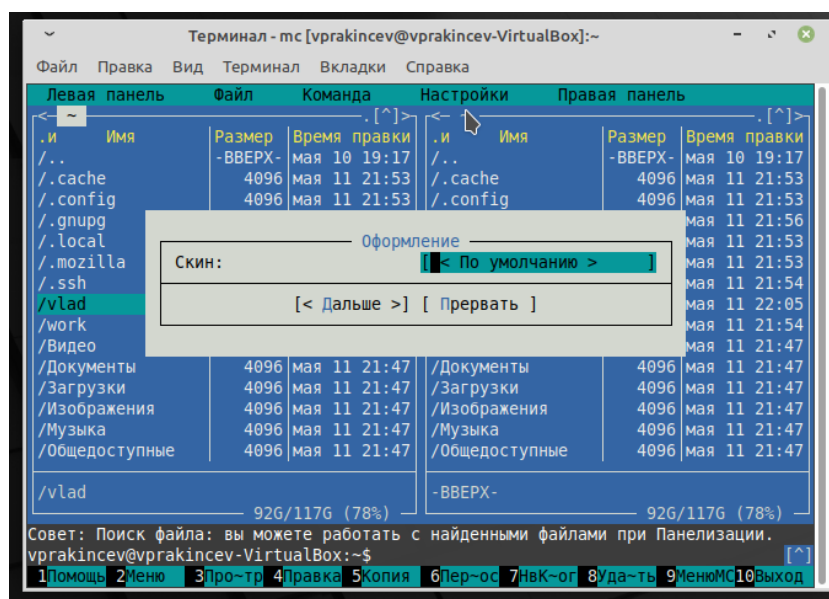 Терминал - mc [vprakincev@vprakincev-VirtualBox]:~
Файл Правка Вид Терминал Вкладки Справка
Левая панель Файл Команда Настройки Правая панель
<─ ~ .[^]> <─ ~ .[^]>
.и Имя Размер Время правки .и Имя Размер Время правки
/.. -ВВЕРХ- мая 10 19:17 /.. -ВВЕРХ- мая 10 19:17
/.cache 4096 мая 11 21:53 /.cache 4096 мая 11 21:53
/.config 4096 мая 11 21:53 /.config 4096 мая 11 21:53
/.gnupg мая 11 21:56
/.local Оформление мая 11 21:53
/.mozilla Скин: [ < По умолчанию > ] мая 11 21:53
/.ssh мая 11 21:54
/vlad [< Дальше >] [ Прервать ] мая 11 22:05
/work мая 11 21:54
/Видео мая 11 21:47
/Документы 4096 мая 11 21:47 /Документы 4096 мая 11 21:47
/Загрузки 4096 мая 11 21:47 /Загрузки 4096 мая 11 21:47
/Изображения 4096 мая 11 21:47 /Изображения 4096 мая 11 21:47
/Музыка 4096 мая 11 21:47 /Музыка 4096 мая 11 21:47
/Общедоступные 4096 мая 11 21:47 /Общедоступные 4096 мая 11 21:47
/vlad -ВВЕРХ-
92G/117G (78%) 92G/117G (78%)
Совет: Поиск файла: вы можете работать с найденными файлами при Панелизации.
vprakincev@vprakincev-VirtualBox:~$ [^]
1Помощь 2Меню 3Про~тр 4Правка 5Копия 6Пер~ос 7НвК~ог 8Уда~ть 9МенюMC 10Выход